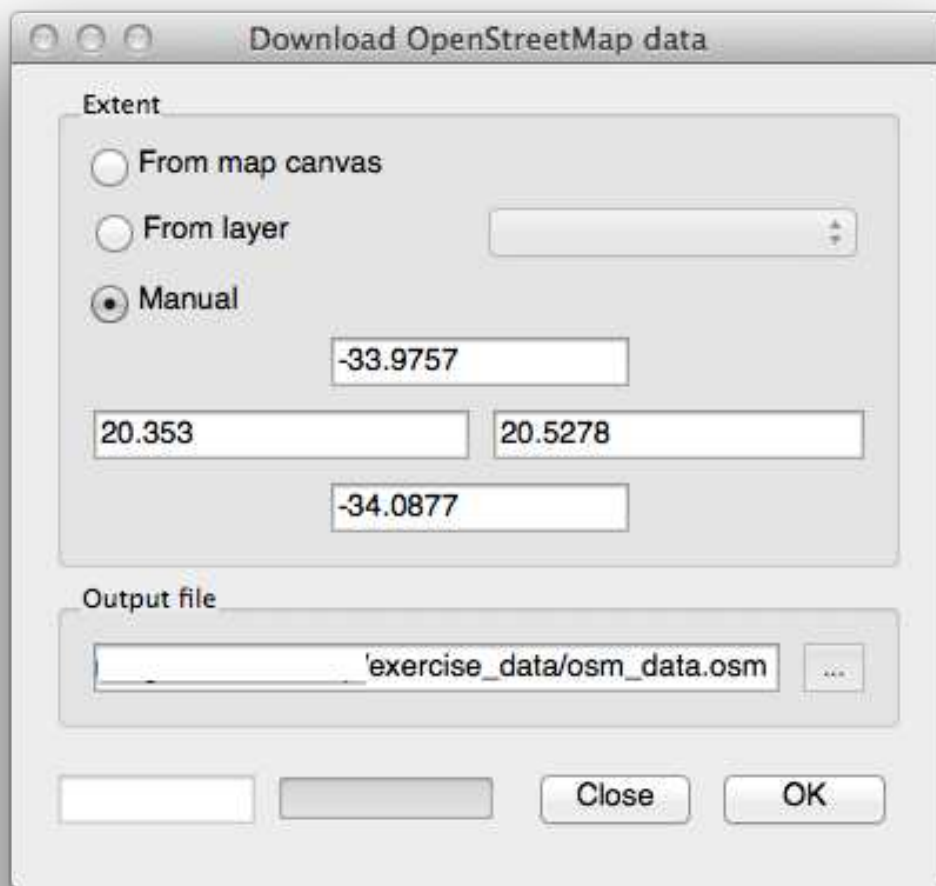 Download OpenStreetMap data
Extent
From map canvas
From layer
Manual
-33.9757
20.353 20.5278
-34.0877
Output file
/exercise_data/osm_data.osm ...
Close OK